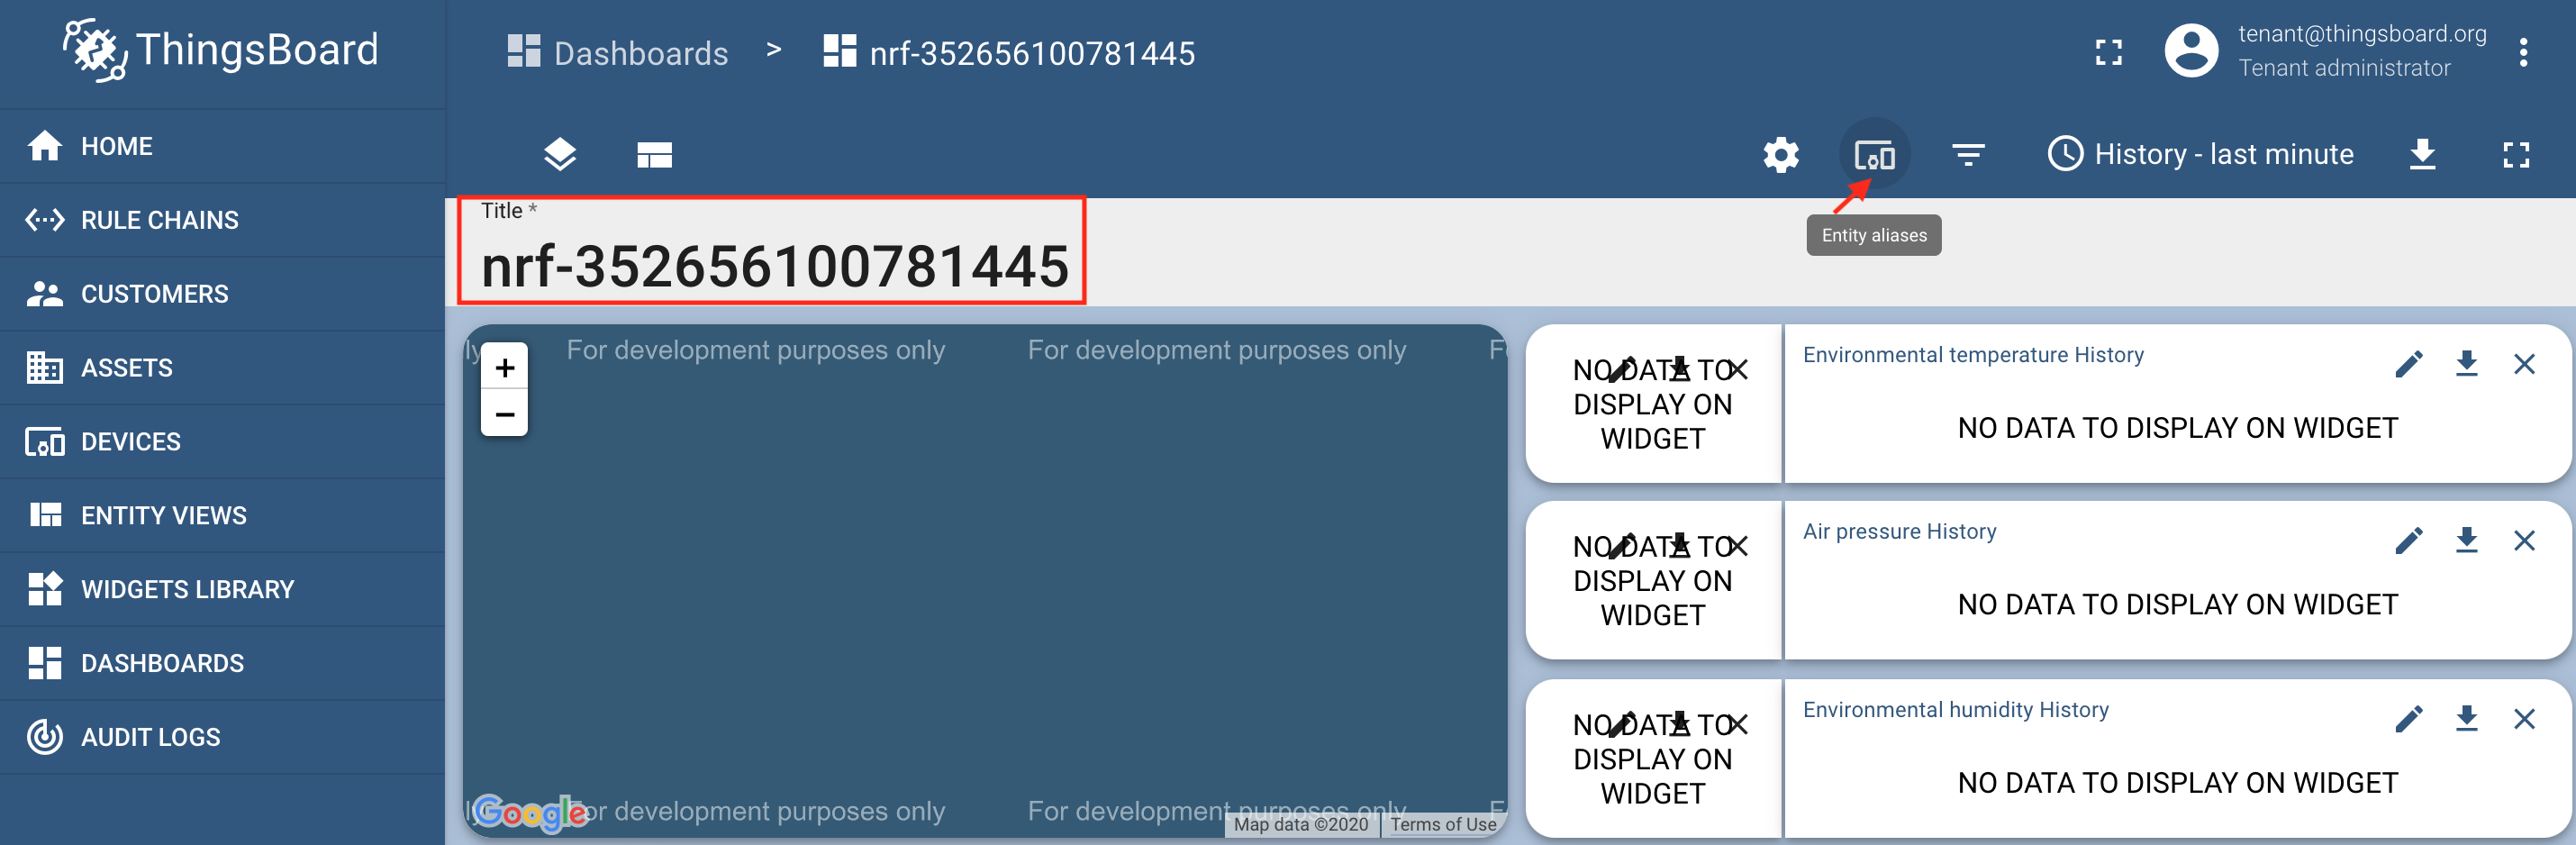 ThingsBoard
Dashboards > nrf-352656100781445
tenant@thingsboard.org
Tenant administrator
HOME
RULE CHAINS
CUSTOMERS
ASSETS
DEVICES
ENTITY VIEWS
WIDGETS LIBRARY
DASHBOARDS
AUDIT LOGS
History - last minute
Entity aliases
Title *
nrf-352656100781445
ly For development purposes only For development purposes only F
+
−
ly For development purposes only For development purposes only F
Google
Map data ©2020 Terms of Use
NO DATA TO
DISPLAY ON
WIDGET
Environmental temperature History
NO DATA TO DISPLAY ON WIDGET
NO DATA TO
DISPLAY ON
WIDGET
Air pressure History
NO DATA TO DISPLAY ON WIDGET
NO DATA TO
DISPLAY ON
WIDGET
Environmental humidity History
NO DATA TO DISPLAY ON WIDGET